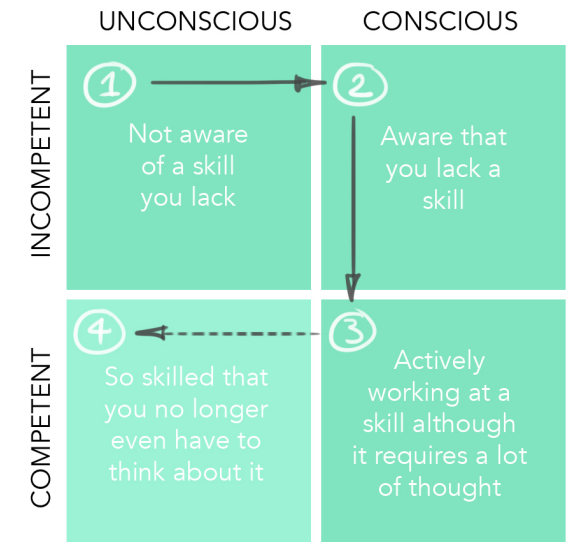 UNCONSCIOUS
CONSCIOUS
INCOMPETENT
1
Not aware
of a skill
you lack
2
Aware that
you lack a
skill
COMPETENT
4
So skilled that
you no longer
even have to
think about it
3
Actively
working at a
skill although
it requires a lot
of thought